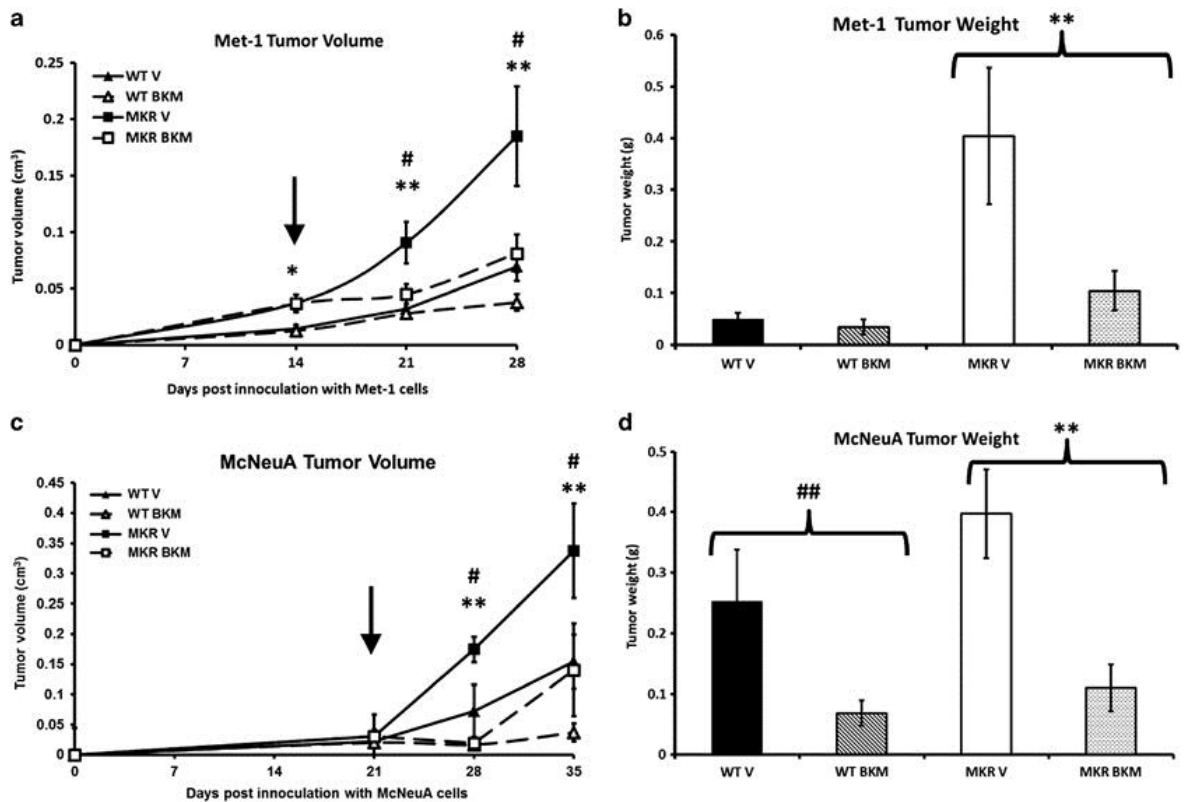 a
Met-1 Tumor Volume
WT V
WT BKM
MKR V
MKR BKM
#
**
#
**
*
0.25
0.2
0.15
0.1
0.05
0
Tumor volume (cm³)
0 7 14 21 28
Days post innoculation with Met-1 cells
b
Met-1 Tumor Weight
**
0.6
0.5
0.4
0.3
0.2
0.1
0
Tumor weight (g)
WT V WT BKM MKR V MKR BKM
c
McNeuA Tumor Volume
WT V
WT BKM
MKR V
MKR BKM
#
**
#
**
0.45
0.4
0.35
0.3
0.25
0.2
0.15
0.1
0.05
0
Tumor volume (cm³)
0 7 14 21 28 35
Days post innoculation with McNeuA cells
d
McNeuA Tumor Weight
**
##
0.5
0.4
0.3
0.2
0.1
0
Tumor weight (g)
WT V WT BKM MKR V MKR BKM